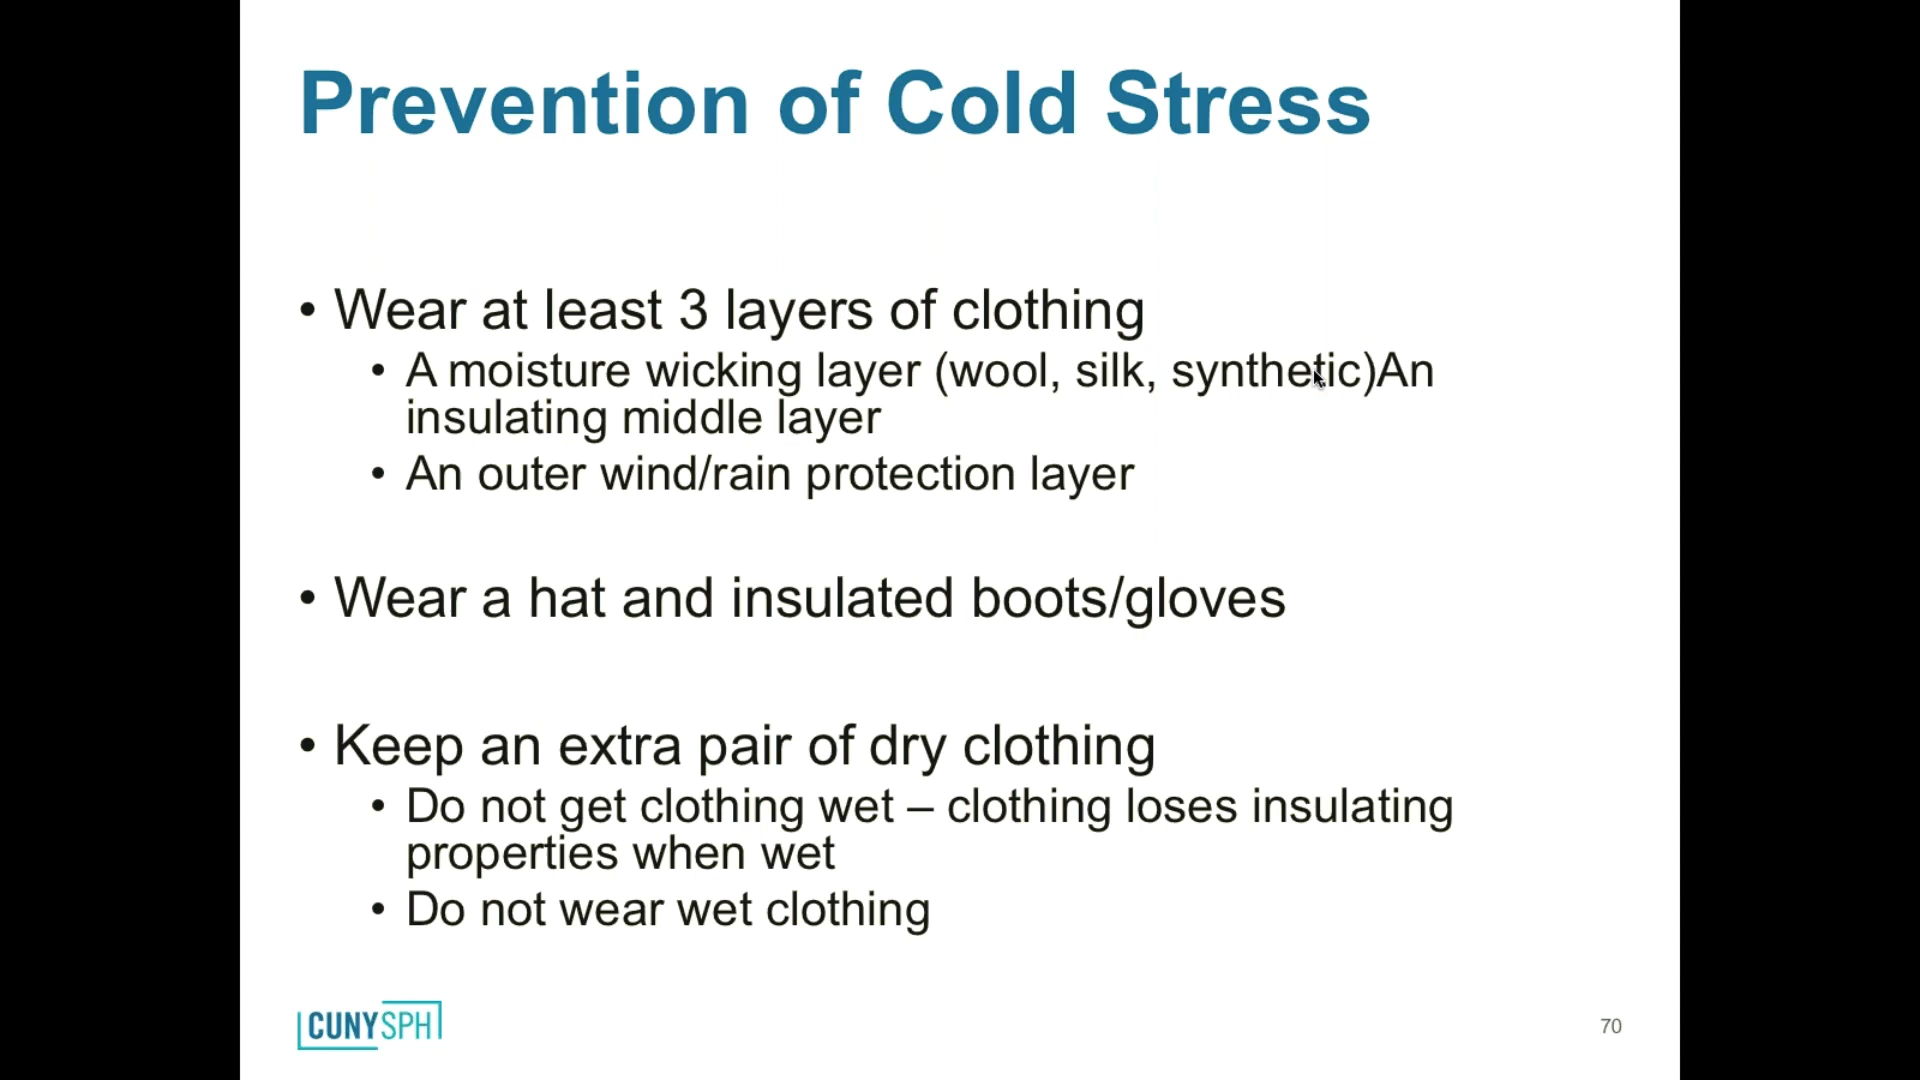 Prevention of Cold Stress
• Wear at least 3 layers of clothing
• A moisture wicking layer (wool, silk, synthetic)An
insulating middle layer
• An outer wind/rain protection layer
• Wear a hat and insulated boots/gloves
• Keep an extra pair of dry clothing
• Do not get clothing wet – clothing loses insulating
properties when wet
• Do not wear wet clothing
CUNYSPH
70